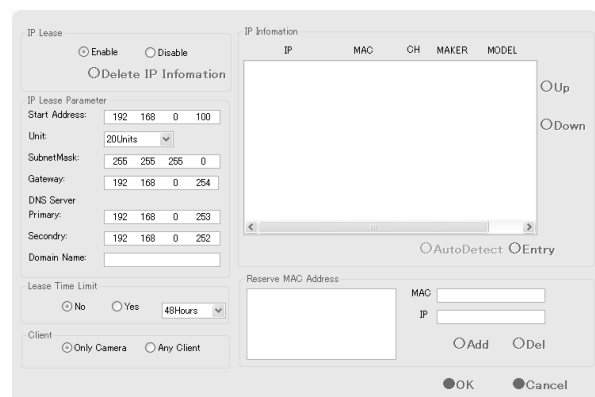 IP Lease
Enable Disable
Delete IP Infomation
IP Lease Parameter
Start Address: 192 168 0 100
Unit: 20Units
SubnetMask: 255 255 255 0
Gateway: 192 168 0 254
DNS Server
Primary: 192 168 0 253
Secondry: 192 168 0 252
Domain Name:
Lease Time Limit
No Yes 48Hours
Client
Only Camera Any Client
IP Infomation
IP MAC CH MAKER MODEL
Up
Down
AutoDetect Entry
Reserve MAC Address
MAC
IP
Add Del
OK Cancel